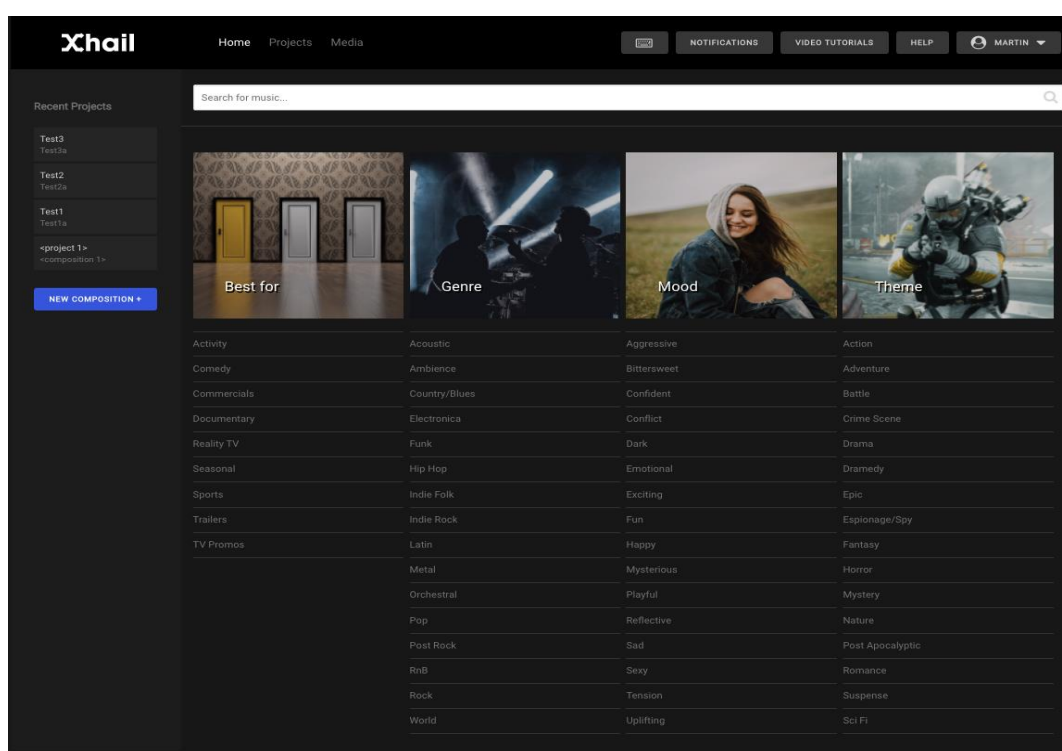 Xhail
Home Projects Media
NOTIFICATIONS
VIDEO TUTORIALS
HELP
MARTIN
Recent Projects
Test3
Test3a
Test2
Test2a
Test1
Test1a
<project 1>
<composition 1>
NEW COMPOSITION +
Search for music...
Best for
Activity
Comedy
Commercials
Documentary
Reality TV
Seasonal
Sports
Trailers
TV Promos
Genre
Acoustic
Ambience
Country/Blues
Electronica
Funk
Hip Hop
Indie Folk
Indie Rock
Latin
Metal
Orchestral
Pop
Post Rock
RnB
Rock
World
Mood
Aggressive
Bittersweet
Confident
Conflict
Dark
Emotional
Exciting
Fun
Happy
Mysterious
Playful
Reflective
Sad
Sexy
Tension
Uplifting
Theme
Action
Adventure
Battle
Crime Scene
Drama
Dramedy
Epic
Espionage/Spy
Fantasy
Horror
Mystery
Nature
Post Apocalyptic
Romance
Suspense
Sci Fi